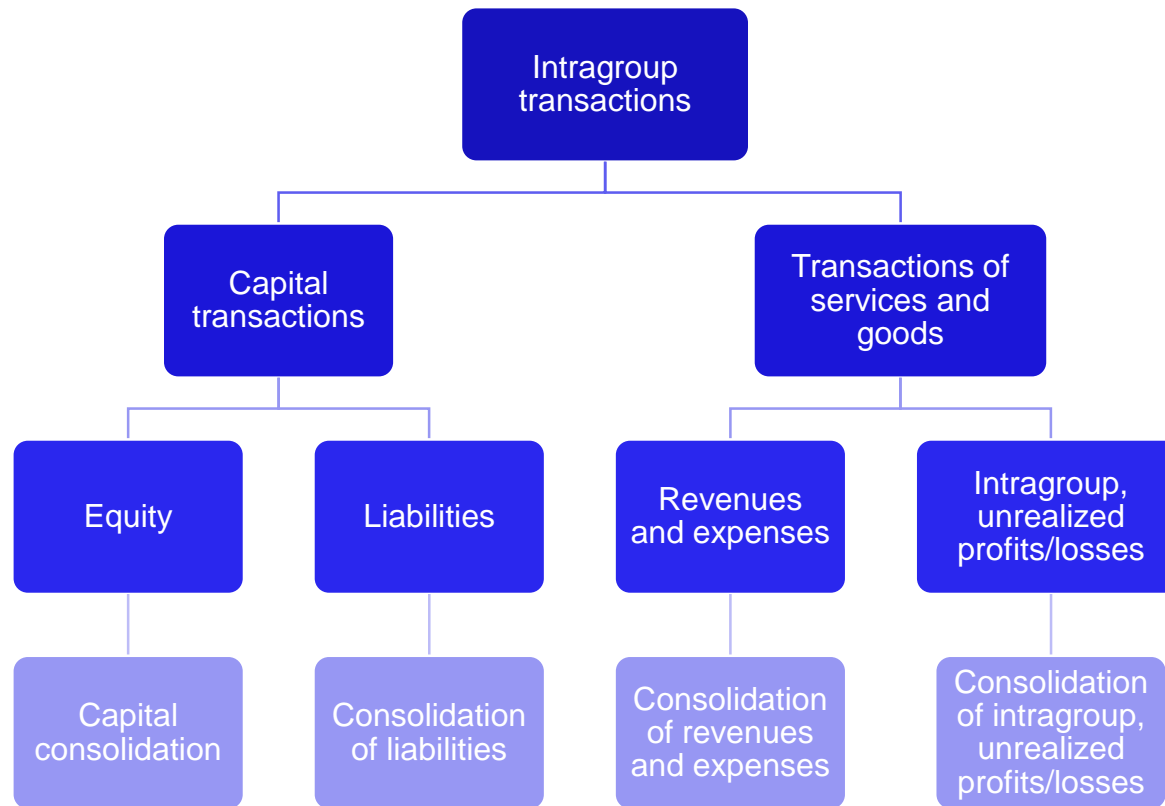 Intragroup
transactions
Capital
transactions
Transactions of
services and
goods
Equity
Liabilities
Revenues
and expenses
Intragroup,
unrealized
profits/losses
Capital
consolidation
Consolidation
of liabilities
Consolidation
of revenues
and expenses
Consolidation
of intragroup,
unrealized
profits/losses